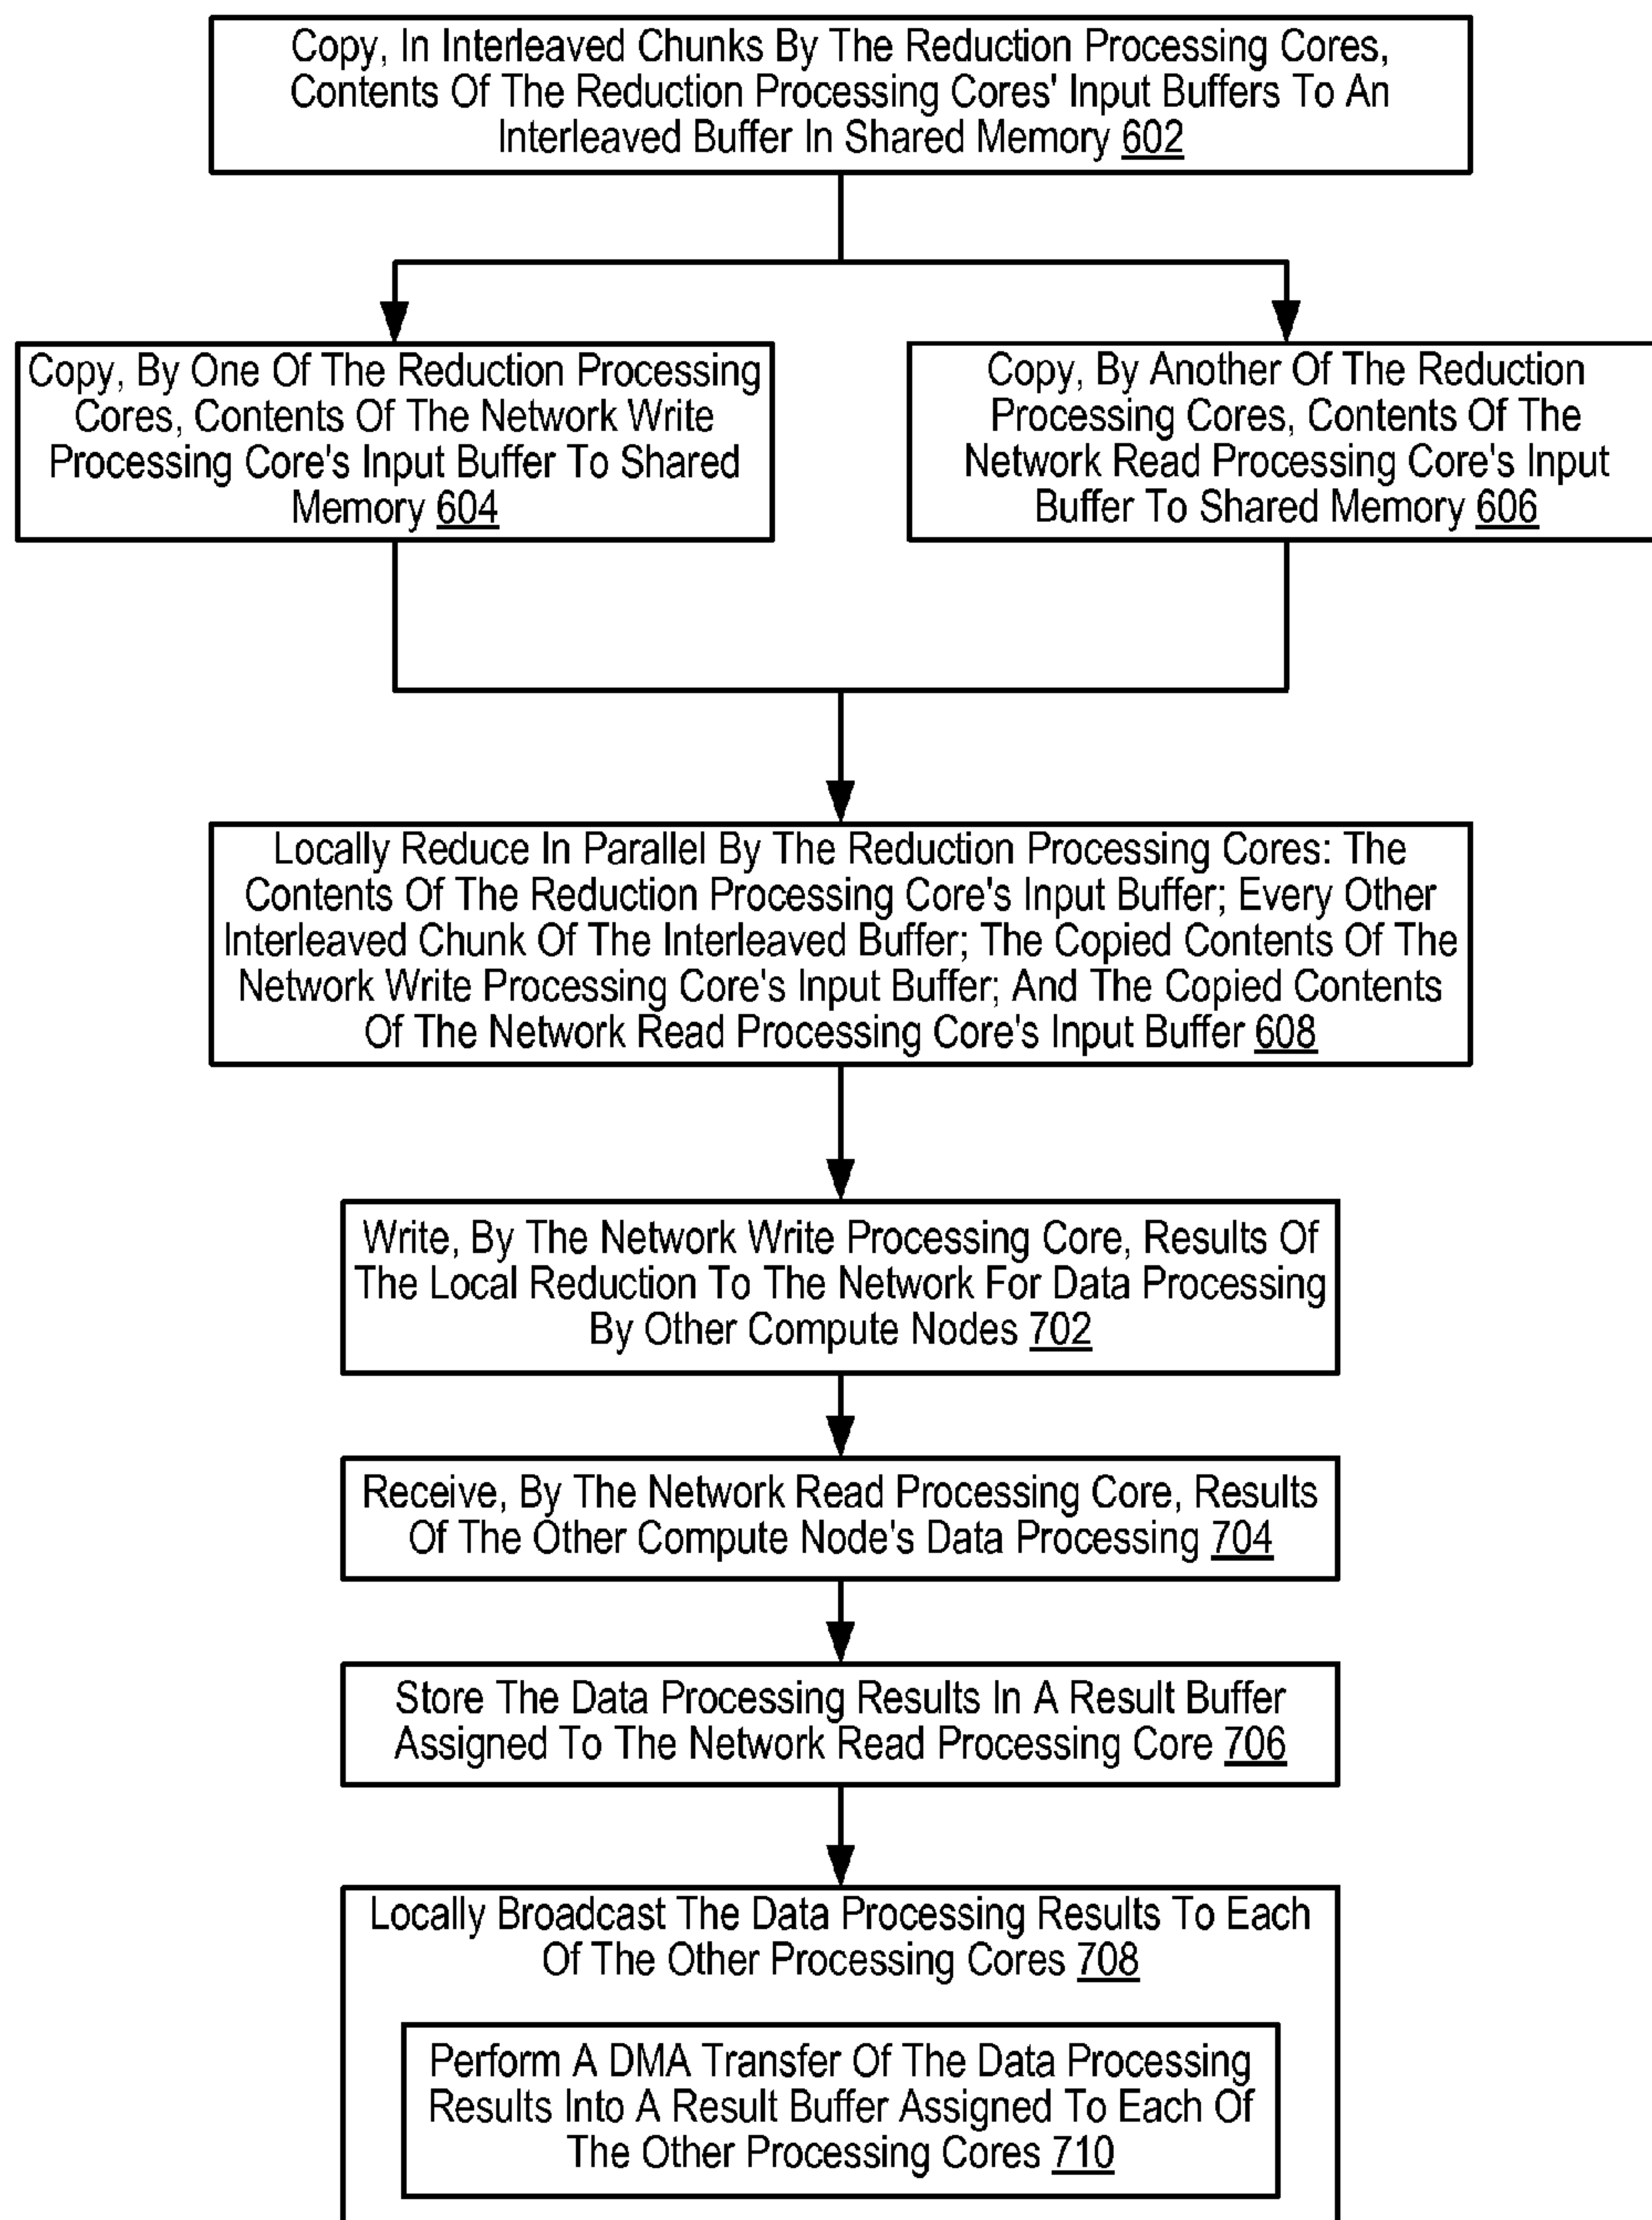 Copy, In Interleaved Chunks By The Reduction Processing Cores,
Contents Of The Reduction Processing Cores' Input Buffers To An
Interleaved Buffer In Shared Memory 602
Copy, By One Of The Reduction Processing
Cores, Contents Of The Network Write
Processing Core's Input Buffer To Shared
Memory 604
Copy, By Another Of The Reduction
Processing Cores, Contents Of The
Network Read Processing Core's Input
Buffer To Shared Memory 606
Locally Reduce In Parallel By The Reduction Processing Cores: The
Contents Of The Reduction Processing Core's Input Buffer; Every Other
Interleaved Chunk Of The Interleaved Buffer; The Copied Contents Of The
Network Write Processing Core's Input Buffer; And The Copied Contents
Of The Network Read Processing Core's Input Buffer 608
Write, By The Network Write Processing Core, Results Of
The Local Reduction To The Network For Data Processing
By Other Compute Nodes 702
Receive, By The Network Read Processing Core, Results
Of The Other Compute Node's Data Processing 704
Store The Data Processing Results In A Result Buffer
Assigned To The Network Read Processing Core 706
Locally Broadcast The Data Processing Results To Each
Of The Other Processing Cores 708
Perform A DMA Transfer Of The Data Processing
Results Into A Result Buffer Assigned To Each Of
The Other Processing Cores 710